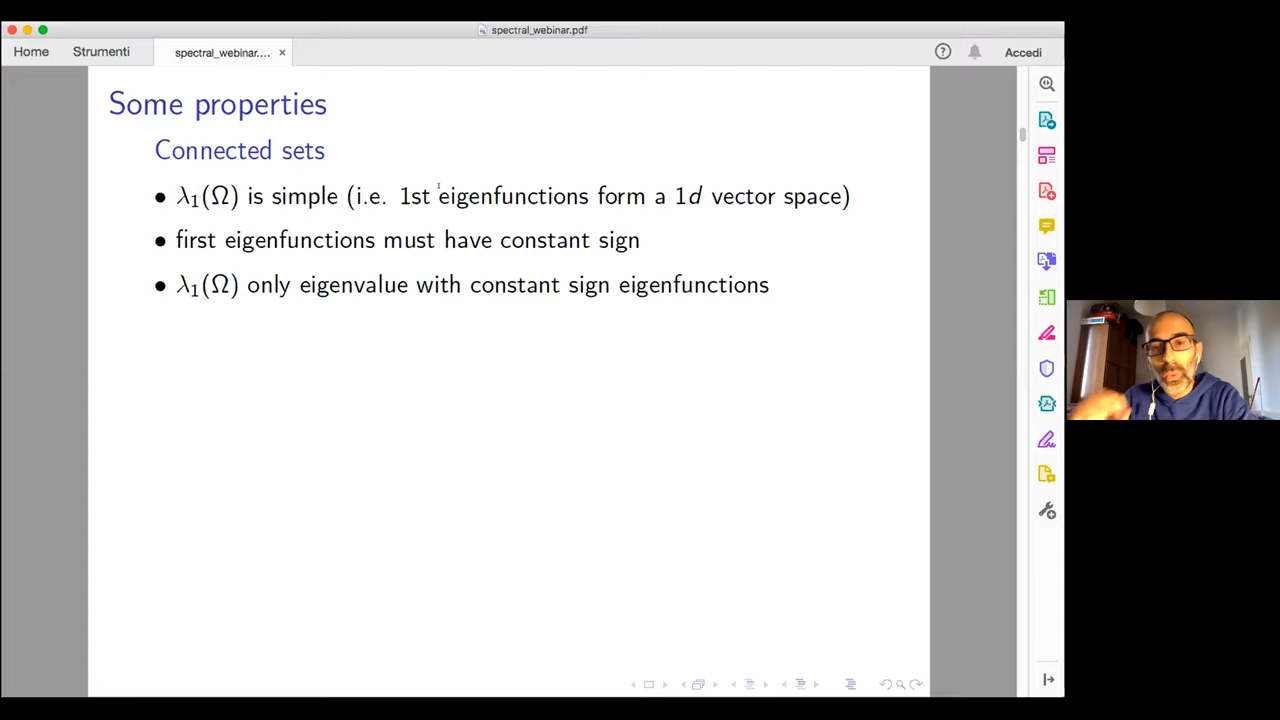 spectral_webinar.pdf
Home Strumenti spectral_webinar.... × Accedi
Some properties
Connected sets
• λ₁(Ω) is simple (i.e. 1st eigenfunctions form a 1d vector space)
• first eigenfunctions must have constant sign
• λ₁(Ω) only eigenvalue with constant sign eigenfunctions